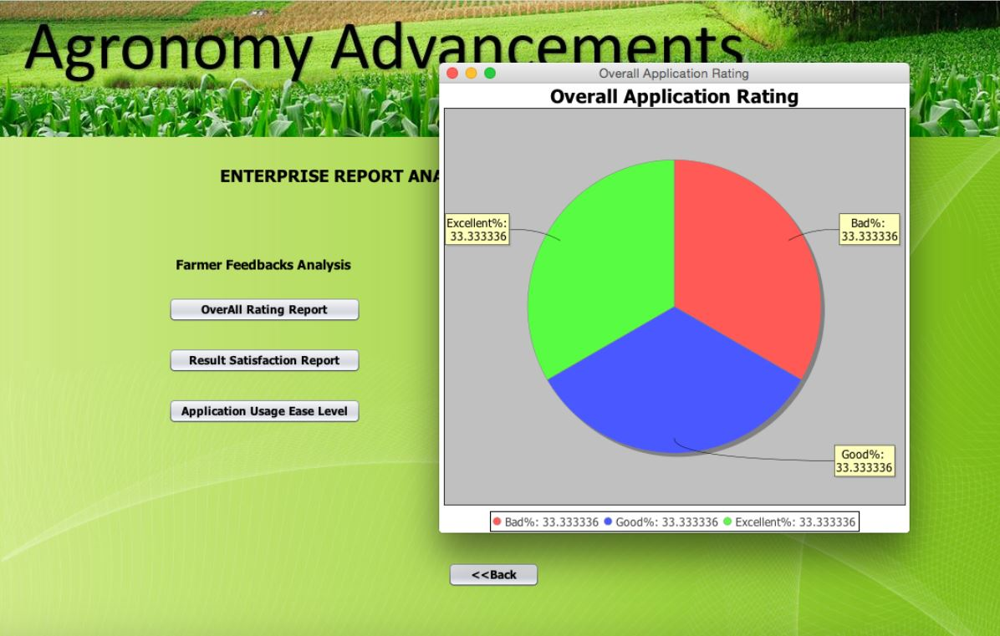 Agronomy Advancements
Overall Application Rating
Overall Application Rating
ENTERPRISE REPORT
Excellent%:
33.333336
Bad%:
33.333336
Farmer Feedbacks Analysis
OverAll Rating Report
Result Satisfaction Report
Application Usage Ease Level
Good%:
33.333336
Bad%: 33.333336 Good%: 33.333336 Excellent%: 33.333336
<<Back